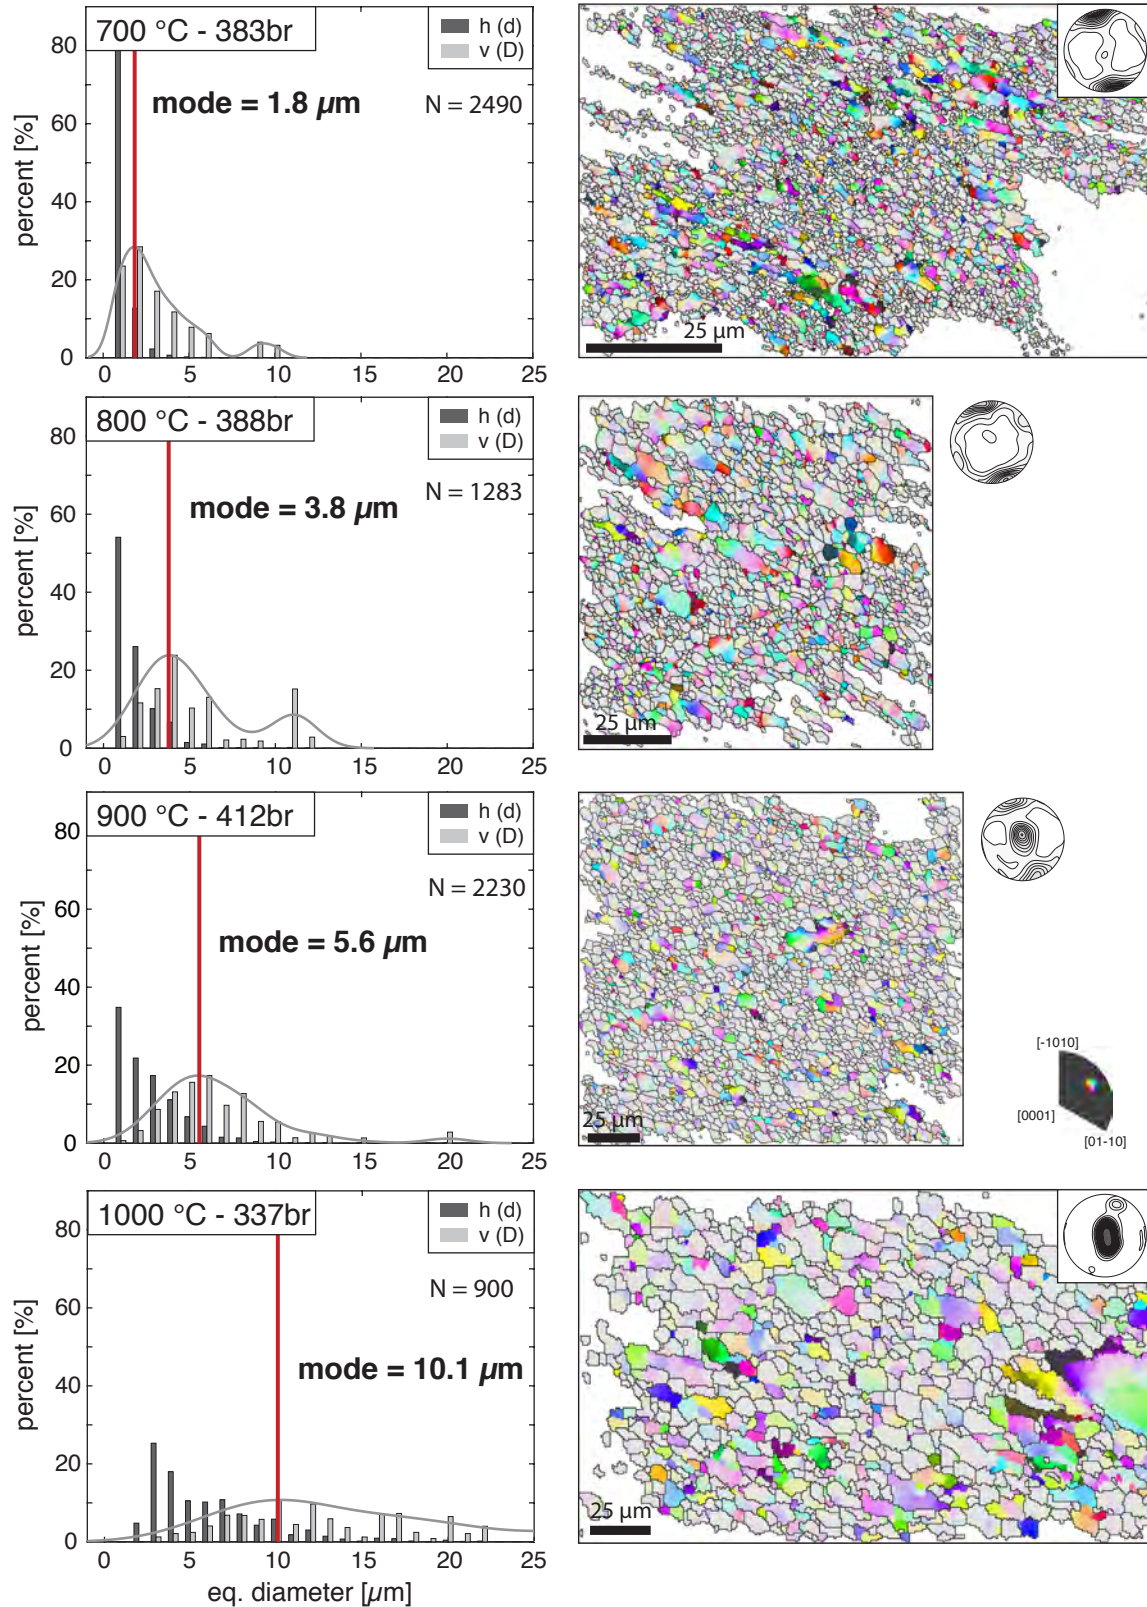 700 °C - 383br
h (d)
v (D)
mode = 1.8 µm
N = 2490
percent [%]
80
60
40
20
0
0 5 10 15 20 25
25 µm
800 °C - 388br
h (d)
v (D)
N = 1283
mode = 3.8 µm
percent [%]
80
60
40
20
0
0 5 10 15 20 25
25 µm
900 °C - 412br
h (d)
v (D)
N = 2230
mode = 5.6 µm
percent [%]
80
60
40
20
0
0 5 10 15 20 25
25 µm
[-1010]
[0001]
[01-10]
1000 °C - 337br
h (d)
v (D)
N = 900
mode = 10.1 µm
percent [%]
80
60
40
20
0
0 5 10 15 20 25
eq. diameter [µm]
25 µm